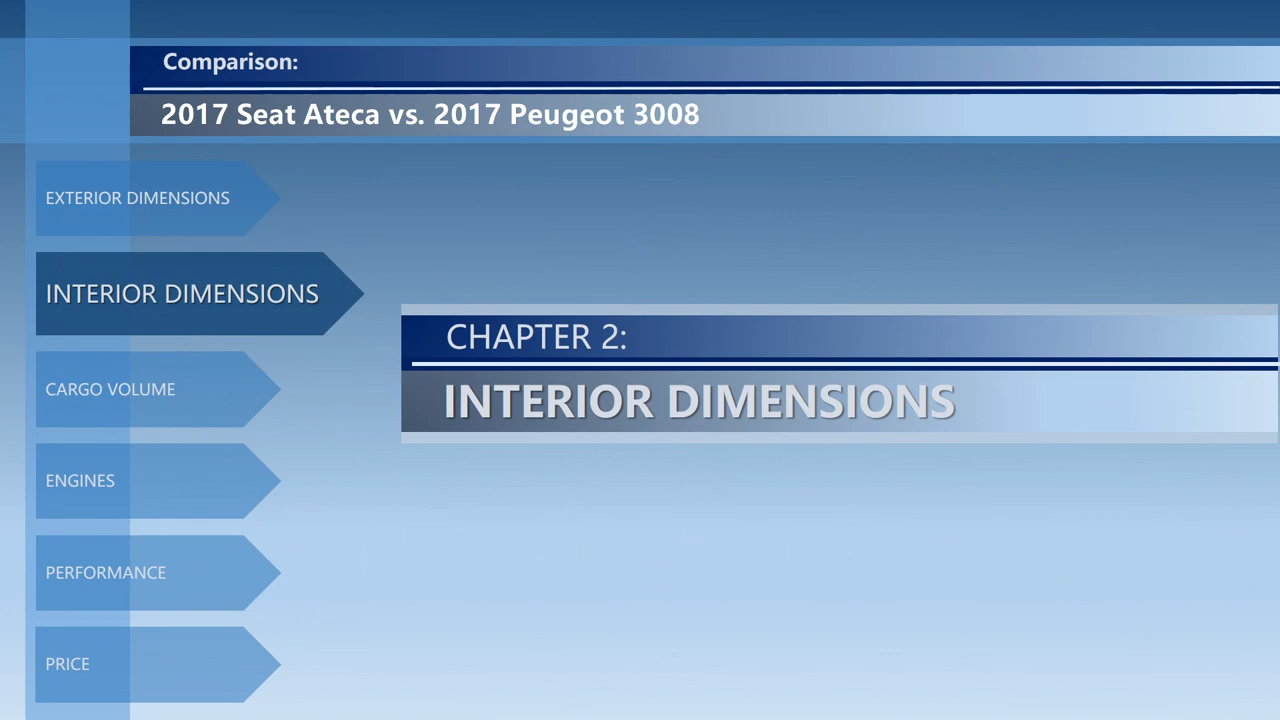 Comparison:
2017 Seat Ateca vs. 2017 Peugeot 3008
EXTERIOR DIMENSIONS
INTERIOR DIMENSIONS
CARGO VOLUME
ENGINES
PERFORMANCE
PRICE
CHAPTER 2:
INTERIOR DIMENSIONS